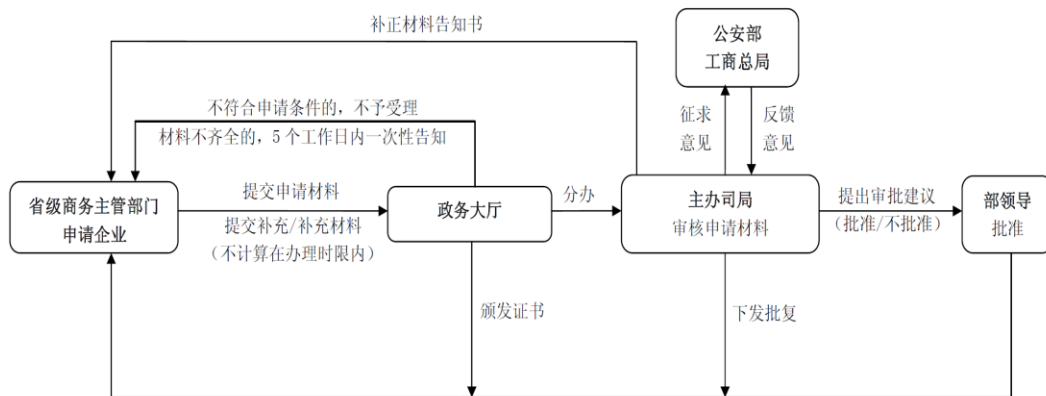 补正材料告知书
公安部
工商总局
不符合申请条件的，不予受理
材料不齐全的，5个工作日内一次性告知
征求
意见
反馈
意见
省级商务主管部门
申请企业
提交申请材料
提交补充/补充材料
（不计算在办理时限内）
政务大厅
分办
主办司局
审核申请材料
提出审批建议
（批准/不批准）
部领导
批准
颁发证书
下发批复